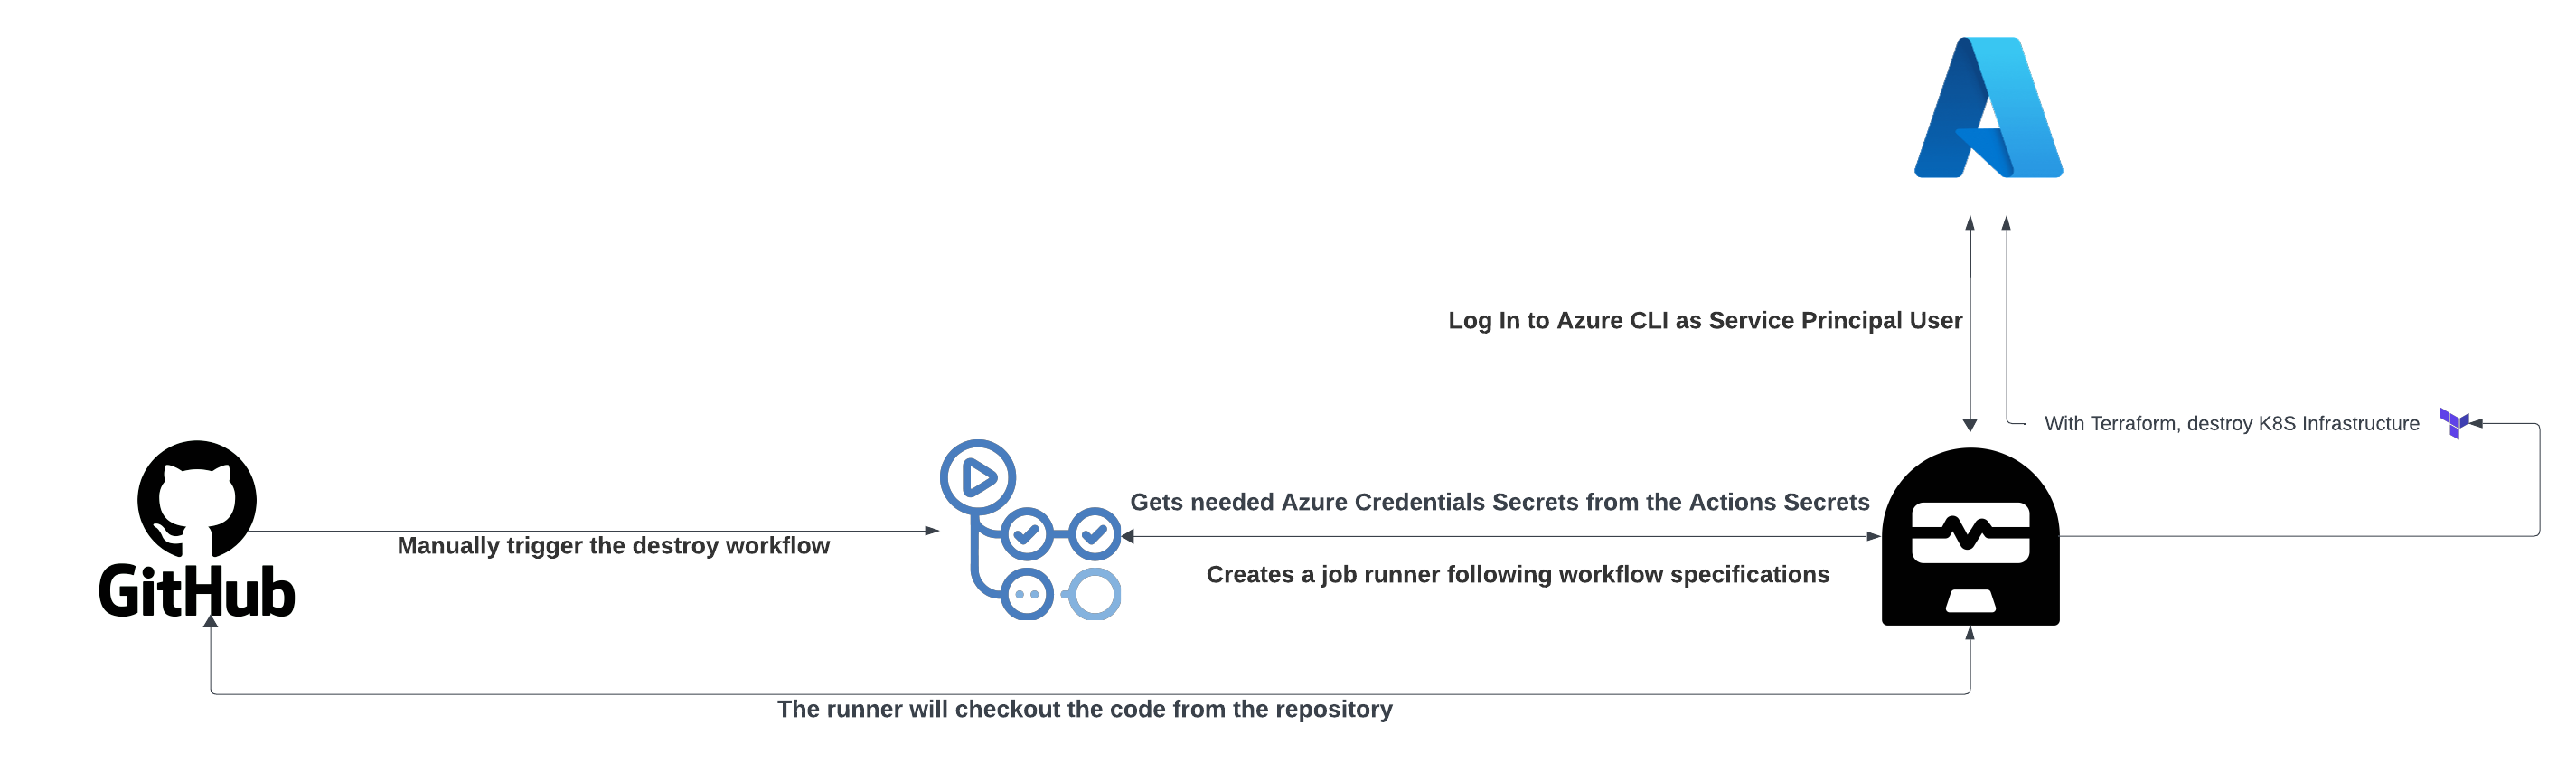 Log In to Azure CLI as Service Principal User
With Terraform, destroy K8S Infrastructure
Gets needed Azure Credentials Secrets from the Actions Secrets
Manually trigger the destroy workflow
Creates a job runner following workflow specifications
GitHub
The runner will checkout the code from the repository